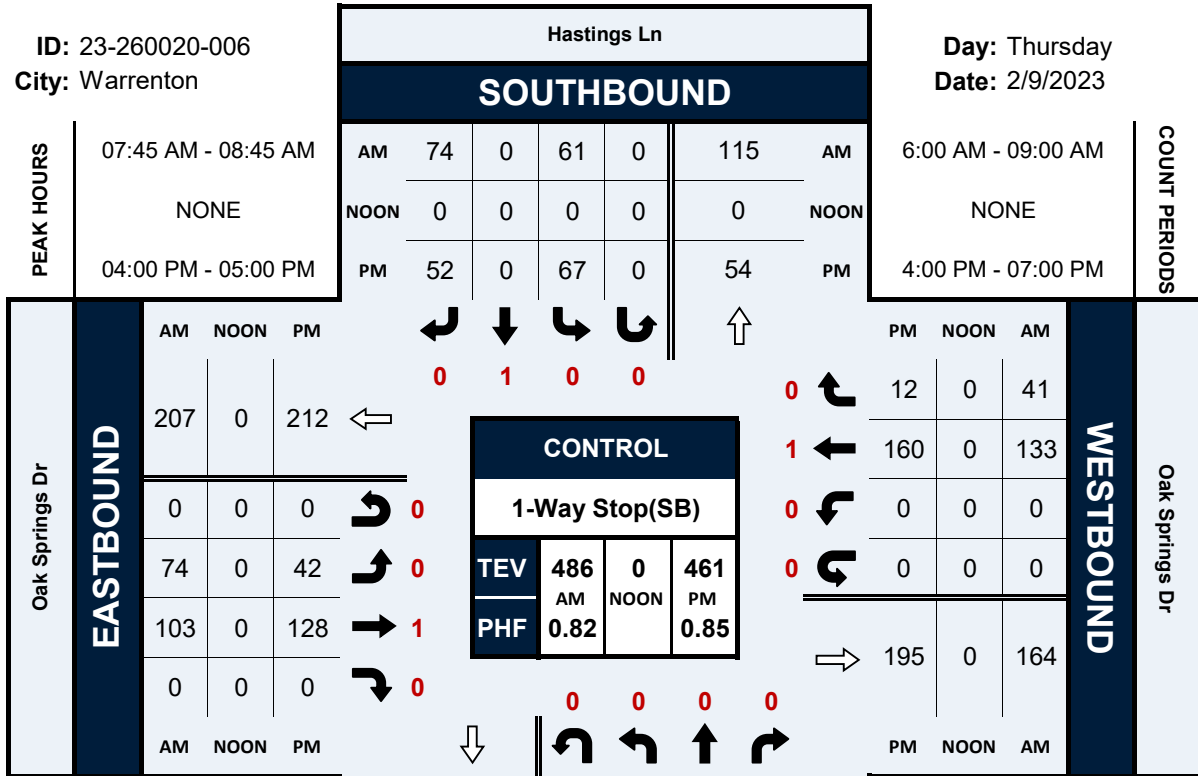 Hastings Ln
ID: 23-260020-006
Day: Thursday
City: Warrenton
SOUTHBOUND
Date: 2/9/2023
PEAK HOURS
07:45 AM - 08:45 AM
AM 74 0 61 0 115 AM
6:00 AM - 09:00 AM
COUNT PERIODS
NONE
NOON 0 0 0 0 0 NOON
NONE
04:00 PM - 05:00 PM
PM 52 0 67 0 54 PM
4:00 PM - 07:00 PM
AM NOON PM
PM NOON AM
0 1 0 0
0 12 0 41
207 0 212
1 160 0 133
0 0 0 0
0 0 0 0
Oak Springs Dr
EASTBOUND
0 0 0 0
74 0 42 0
103 0 128 1
0 0 0 0
CONTROL
1-Way Stop(SB)
TEV 486 0 461
AM NOON PM
PHF 0.82 0.85
WESTBOUND
Oak Springs Dr
195 0 164
0 0 0 0
AM NOON PM
PM NOON AM